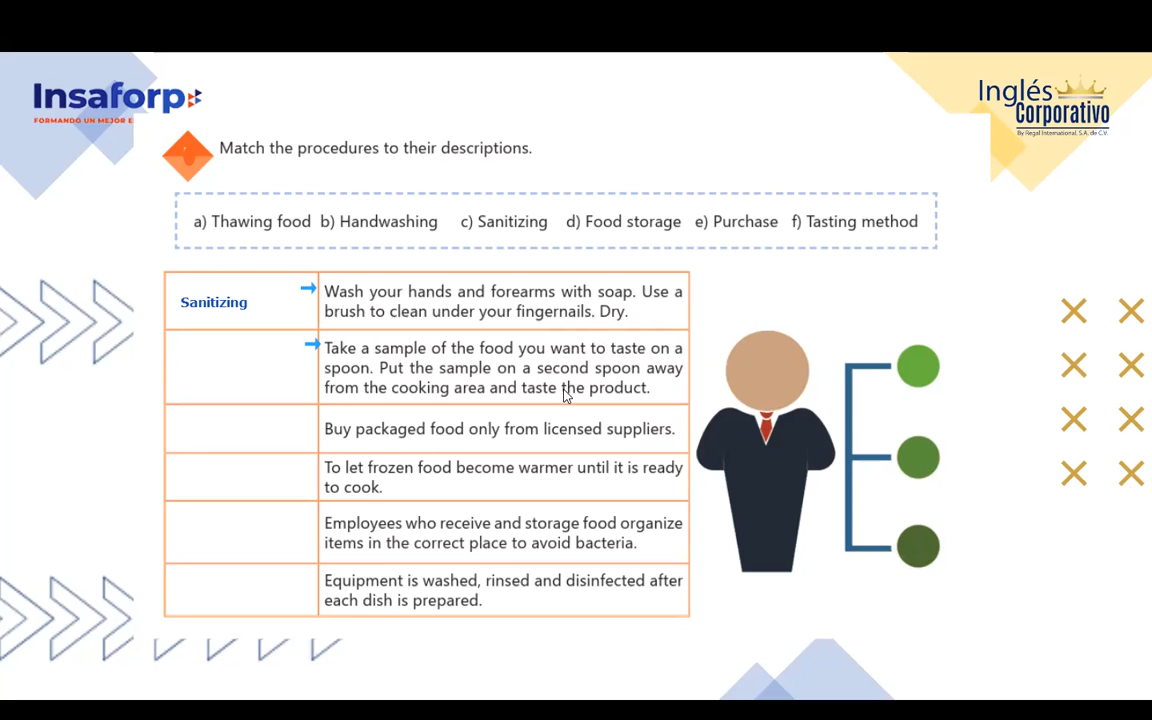 Insaforp
FORMANDO UN MEJOR E
Inglés
Corporativo
By Regal International, S.A. de C.V.
Match the procedures to their descriptions.
a) Thawing food b) Handwashing c) Sanitizing d) Food storage e) Purchase f) Tasting method
Sanitizing
Wash your hands and forearms with soap. Use a
brush to clean under your fingernails. Dry.
Take a sample of the food you want to taste on a
spoon. Put the sample on a second spoon away
from the cooking area and taste the product.
Buy packaged food only from licensed suppliers.
To let frozen food become warmer until it is ready
to cook.
Employees who receive and storage food organize
items in the correct place to avoid bacteria.
Equipment is washed, rinsed and disinfected after
each dish is prepared.